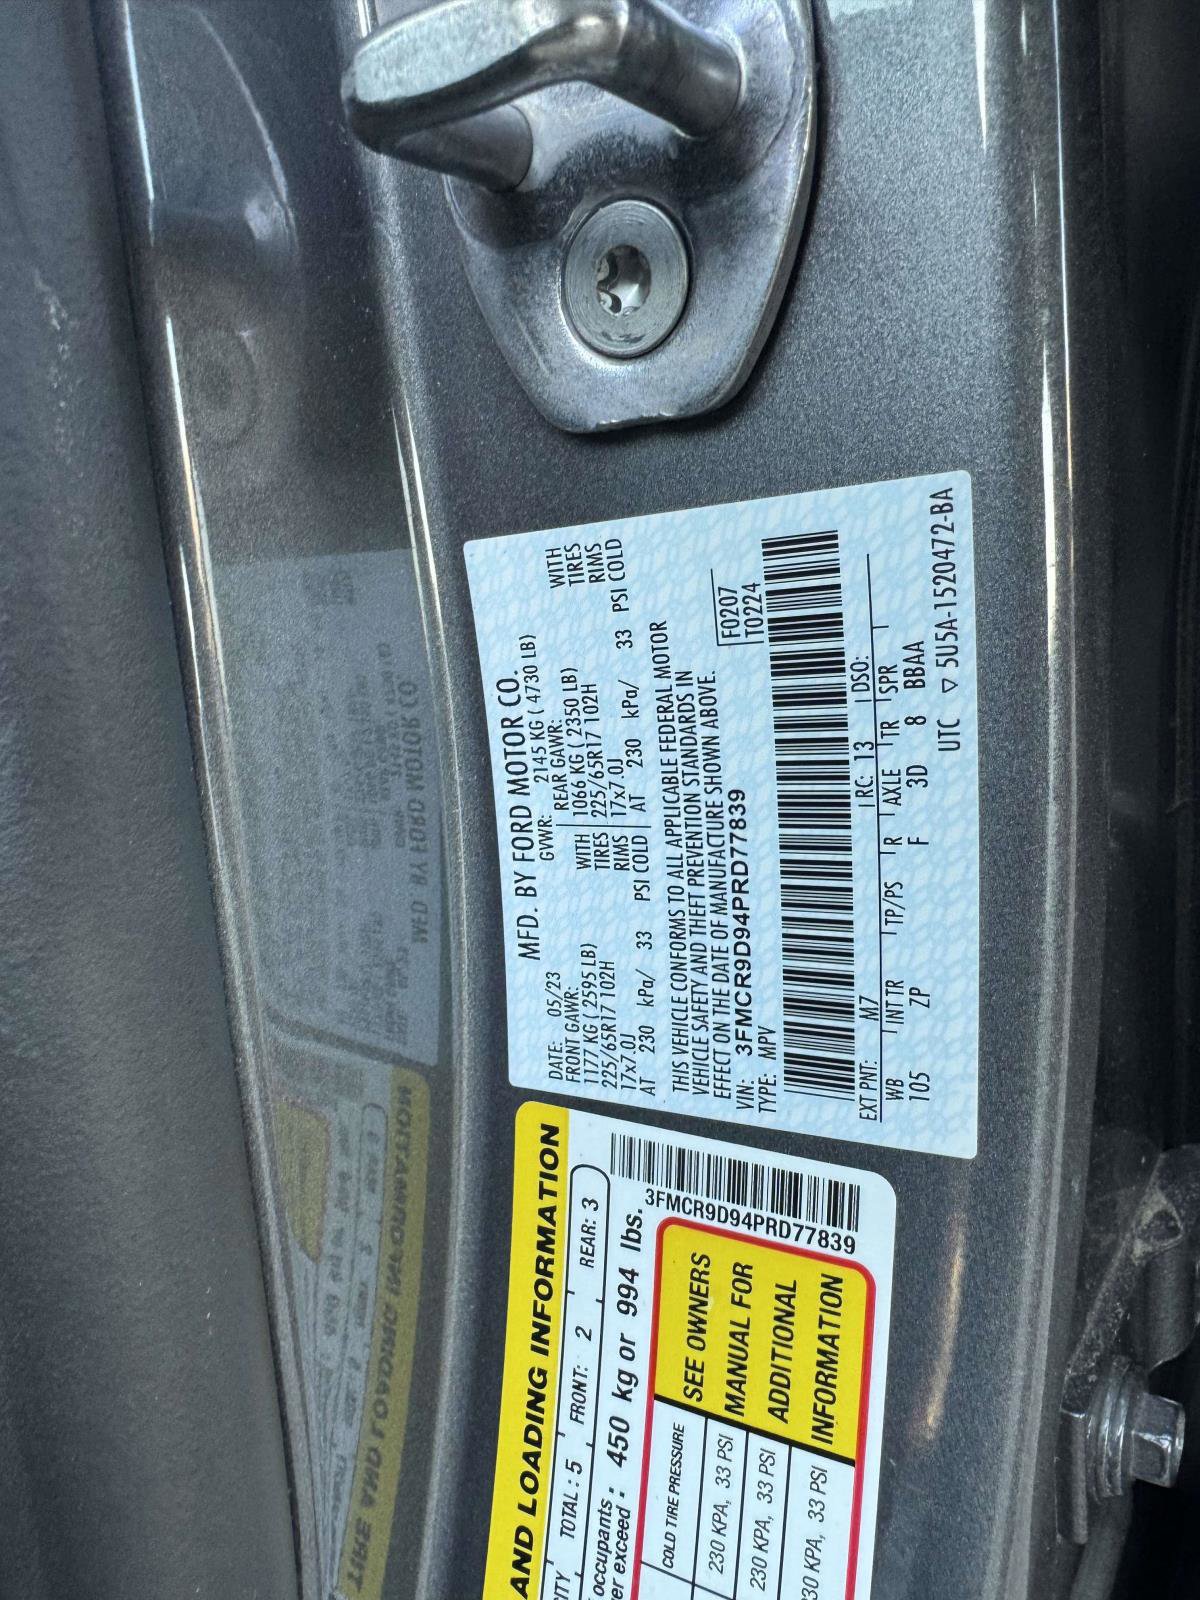 MFD. BY FORD MOTOR CO.
DATE: 05/23 GVWR: 2145 KG ( 4730 LB)
FRONT GAWR: REAR GAWR:
1177 KG ( 2595 LB) WITH 1066 KG ( 2350 LB) WITH
225/65R17 102H TIRES 225/65R17 102H TIRES
17x7.0J RIMS 17x7.0J RIMS
AT 230 kPa/ 33 PSI COLD AT 230 kPa/ 33 PSI COLD
THIS VEHICLE CONFORMS TO ALL APPLICABLE FEDERAL MOTOR
VEHICLE SAFETY AND THEFT PREVENTION STANDARDS IN
EFFECT ON THE DATE OF MANUFACTURE SHOWN ABOVE.
VIN: 3FMCR9D94PRD77839 F0207
TYPE: MPV T0224
EXT PNT: M7 RC: 13 DSO:
WB INT TR TP/PS R AXLE TR SPR
105 ZP F 3D 8 BBAA
UTC ▽ 5U5A-1520472-BA
AND LOADING INFORMATION
TOTAL : 5 FRONT: 2 REAR: 3
occupants :
exceed : 450 kg or 994 lbs.
3FMCR9D94PRD77839
COLD TIRE PRESSURE
230 KPA, 33 PSI
230 KPA, 33 PSI
33 PSI
SEE OWNERS
MANUAL FOR
ADDITIONAL
INFORMATION